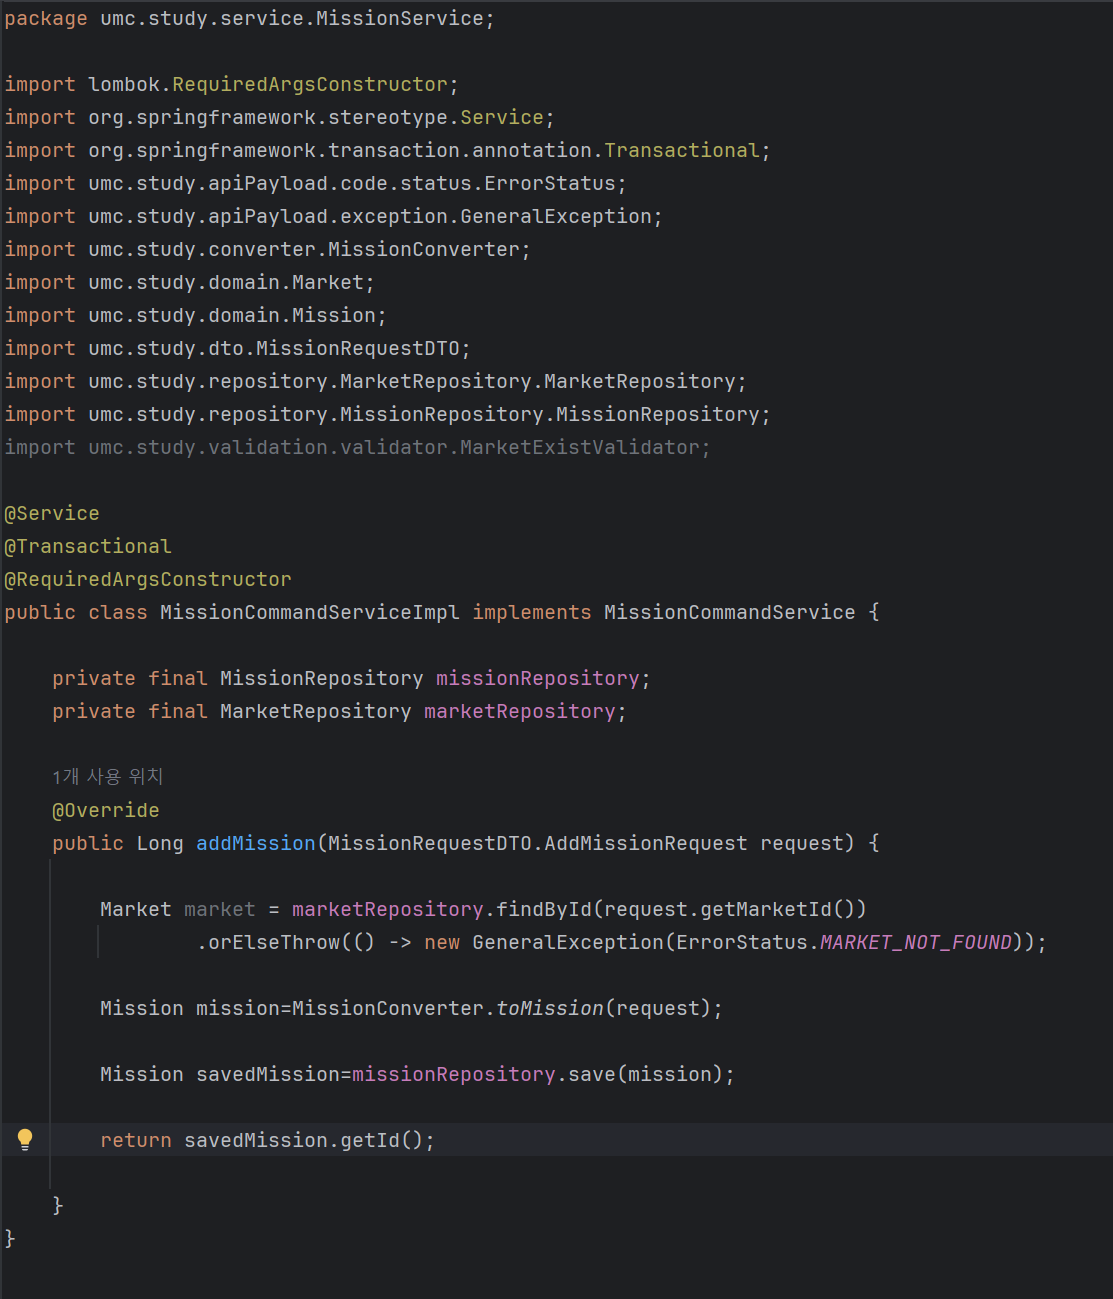 package umc.study.service.MissionService;
import lombok.RequiredArgsConstructor;
import org.springframework.stereotype.Service;
import org.springframework.transaction.annotation.Transactional;
import umc.study.apiPayload.code.status.ErrorStatus;
import umc.study.apiPayload.exception.GeneralException;
import umc.study.converter.MissionConverter;
import umc.study.domain.Market;
import umc.study.domain.Mission;
import umc.study.dto.MissionRequestDTO;
import umc.study.repository.MarketRepository.MarketRepository;
import umc.study.repository.MissionRepository.MissionRepository;
import umc.study.validation.validator.MarketExistValidator;
@Service
@Transactional
@RequiredArgsConstructor
public class MissionCommandServiceImpl implements MissionCommandService {
private final MissionRepository missionRepository;
private final MarketRepository marketRepository;
1개 사용 위치
@Override
public Long addMission(MissionRequestDTO.AddMissionRequest request) {
Market market = marketRepository.findById(request.getMarketId())
.orElseThrow(() -> new GeneralException(ErrorStatus.MARKET_NOT_FOUND));
Mission mission=MissionConverter.toMission(request);
Mission savedMission=missionRepository.save(mission);
return savedMission.getId();
}
}